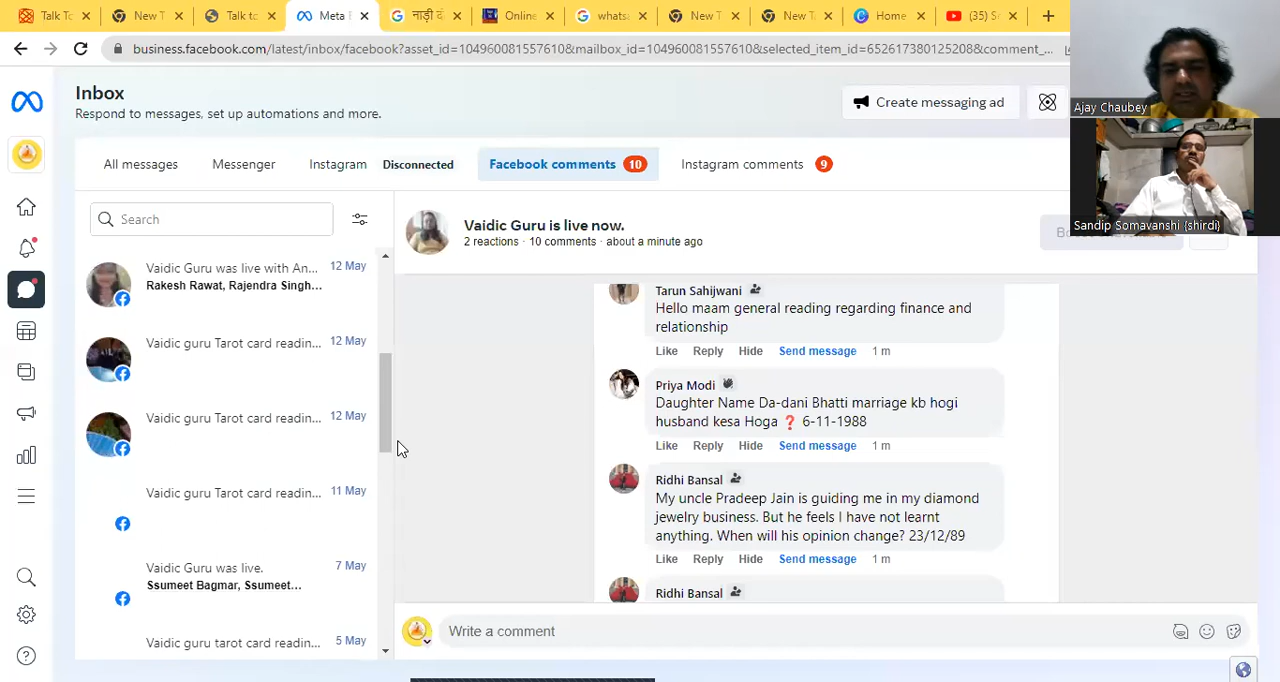 Talk To
New T
Talk tc
Meta E
नाड़ी दं
Online
whats
New T
New Ta
Home
(35) S
business.facebook.com/latest/inbox/facebook?asset_id=104960081557610&mailbox_id=104960081557610&selected_item_id=6526173801252088&comment_...
Ajay Chaubey
Sandip Somavanshi {shirdi}
Inbox
Respond to messages, set up automations and more.
Create messaging ad
All messages
Messenger
Instagram Disconnected
Facebook comments 10
Instagram comments 9
Search
Vaidic Guru was live with An... 12 May
Rakesh Rawat, Rajendra Singh...
Vaidic guru Tarot card readin... 12 May
Vaidic guru Tarot card readin... 12 May
Vaidic guru Tarot card readin... 11 May
Vaidic Guru was live. 7 May
Ssumeet Bagmar, Ssumeet...
Vaidic guru tarot card readin... 5 May
Vaidic Guru is live now.
2 reactions · 10 comments · about a minute ago
Tarun Sahijwani
Hello maam general reading regarding finance and
relationship
Like Reply Hide Send message 1 m
Priya Modi
Daughter Name Da-dani Bhatti marriage kb hogi
husband kesa Hoga ❓ 6-11-1988
Like Reply Hide Send message 1 m
Ridhi Bansal
My uncle Pradeep Jain is guiding me in my diamond
jewelry business. But he feels I have not learnt
anything. When will his opinion change? 23/12/89
Like Reply Hide Send message 1 m
Ridhi Bansal
Write a comment